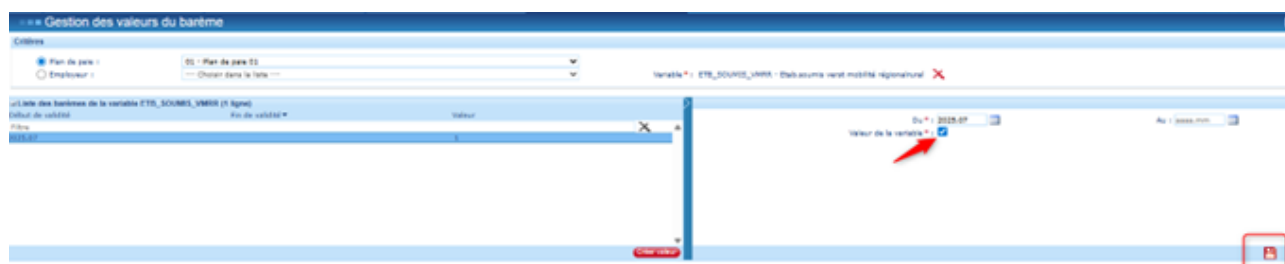 Gestion des valeurs du barème
Critères
Plan de paie :
01 - Plan de paie 01
Employeur :
--- Choisir dans la liste ---
Variable * : ETB_SOUMIS_VMRR - Etab.soumis verst mobilité régional/rural
Liste des barèmes de la variable ETB_SOUMIS_VMRR (1 ligne)
Début de validité Fin de validité Valeur
Filtre
2025.07 1
Du * : 2025.07 Au : aaaa.mm
Valeur de la variable * :
Créer valeur